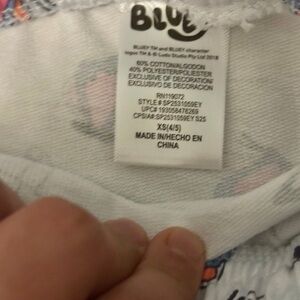 BLUEY
BLUEY TM and BLUEY character
logos TM & © Ludo Studio Pty Ltd 2018
60% COTTON/ALGODON
40% POLYESTER/POLIESTER
EXCLUSIVE OF DECORATION/
EXCLUSIVO DE DECORACION
RN119072
STYLE# SP2531059EY
UPC# 193058476269
CPSIA#: SP2531059EY S25
XS(4/5)
MADE IN/HECHO EN
CHINA